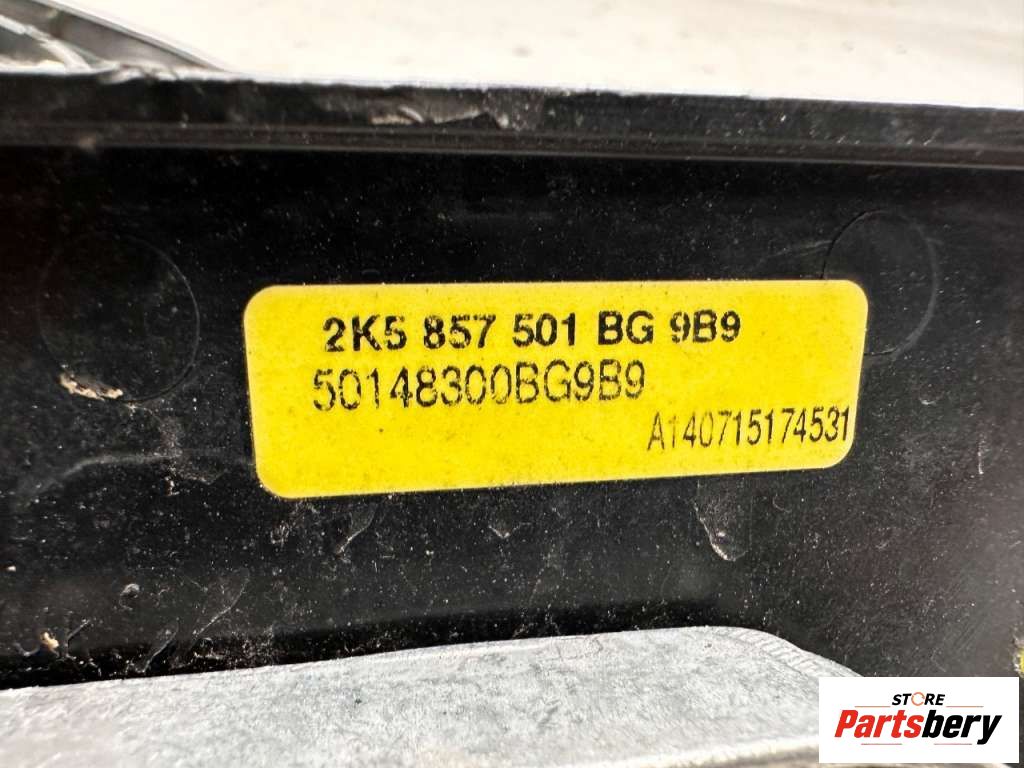 2K5 857 501 BG 9B9
50148300BG9B9
A140715174531
STORE
Partsbery